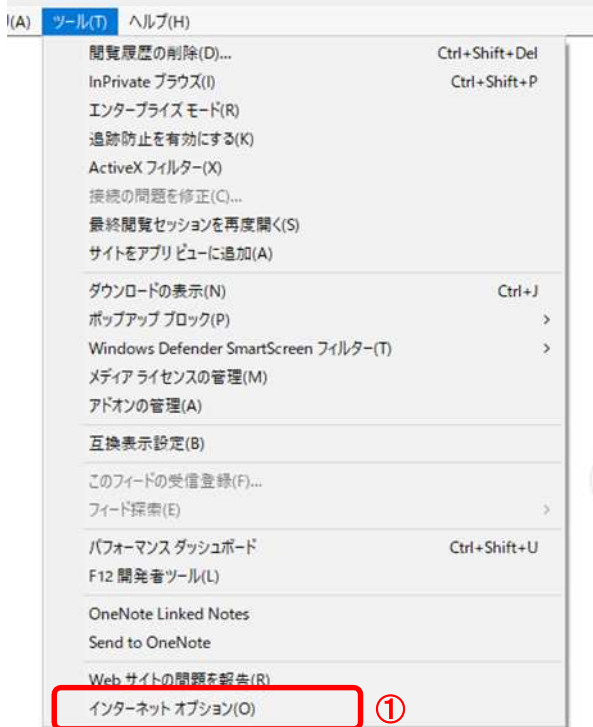 (A) ツール(T) ヘルプ(H)
閲覧履歴の削除(D)... Ctrl+Shift+Del
InPrivate ブラウズ(I) Ctrl+Shift+P
エンタープライズ モード(R)
追跡防止を有効にする(K)
ActiveX フィルター(X)
接続の問題を修正(C)...
最終閲覧セッションを再度開く(S)
サイトをアプリ ビューに追加(A)
ダウンロードの表示(N) Ctrl+J
ポップアップ ブロック(P)
Windows Defender SmartScreen フィルター(T)
メディア ライセンスの管理(M)
アドオンの管理(A)
互換表示設定(B)
このフィードの受信登録(F)...
フィード探索(E)
パフォーマンス ダッシュボード Ctrl+Shift+U
F12 開発者ツール(L)
OneNote Linked Notes
Send to OneNote
Web サイトの問題を報告(R)
インターネット オプション(O) ①